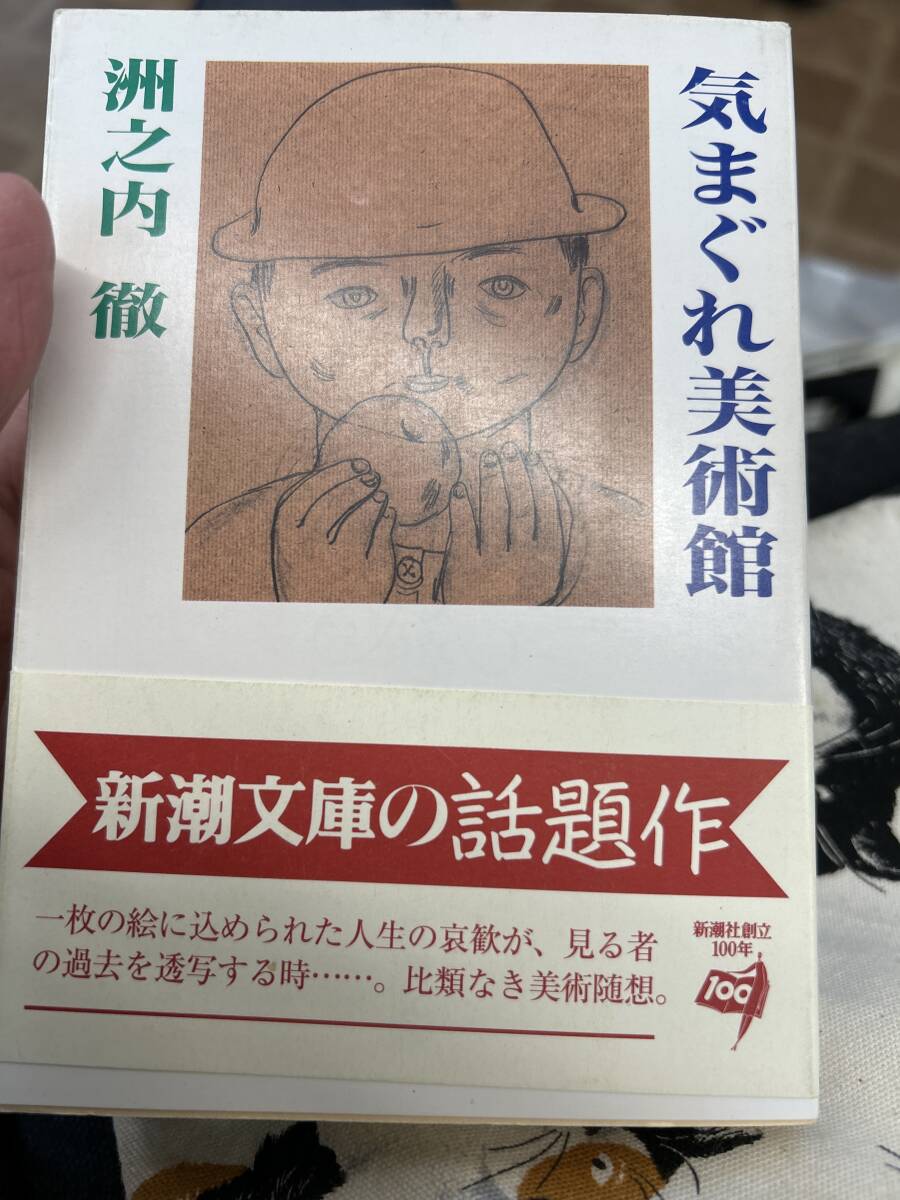 気まぐれ美術館
洲之内 徹
新潮文庫の話題作
一枚の絵に込められた人生の哀歓が、見る者
の過去を透写する時……。比類なき美術随想。
新潮社創立
100年
100